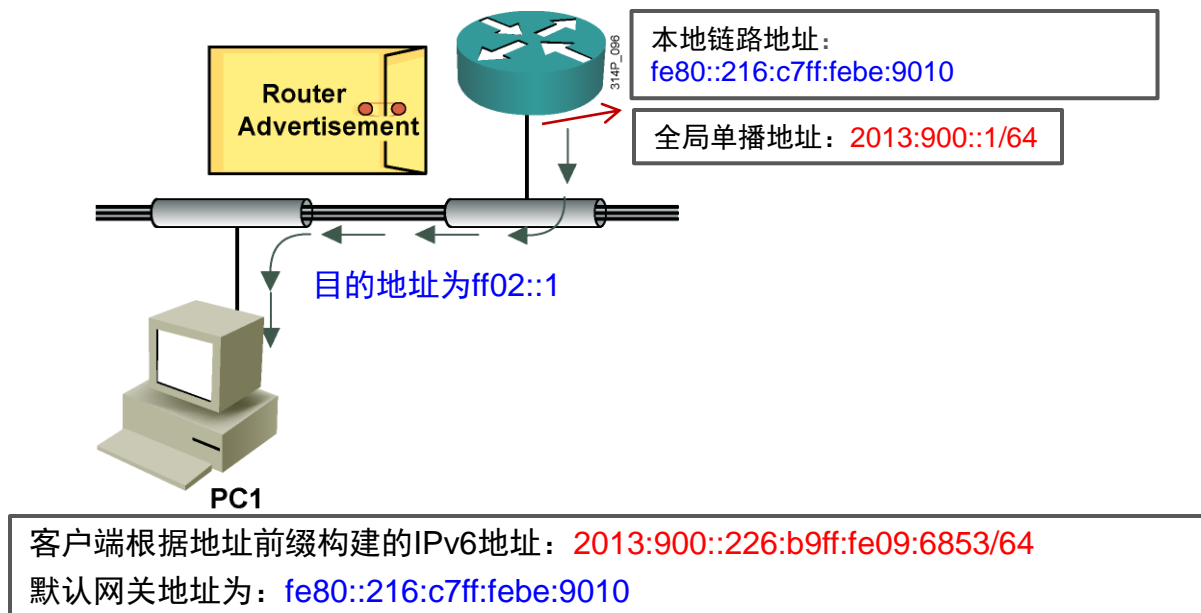 本地链路地址：
fe80::216:c7ff:febe:9010
314P_096
Router
Advertisement
全局单播地址：2013:900::1/64
目的地址为ff02::1
PC1
客户端根据地址前缀构建的IPv6地址：2013:900::226:b9ff:fe09:6853/64
默认网关地址为：fe80::216:c7ff:febe:9010